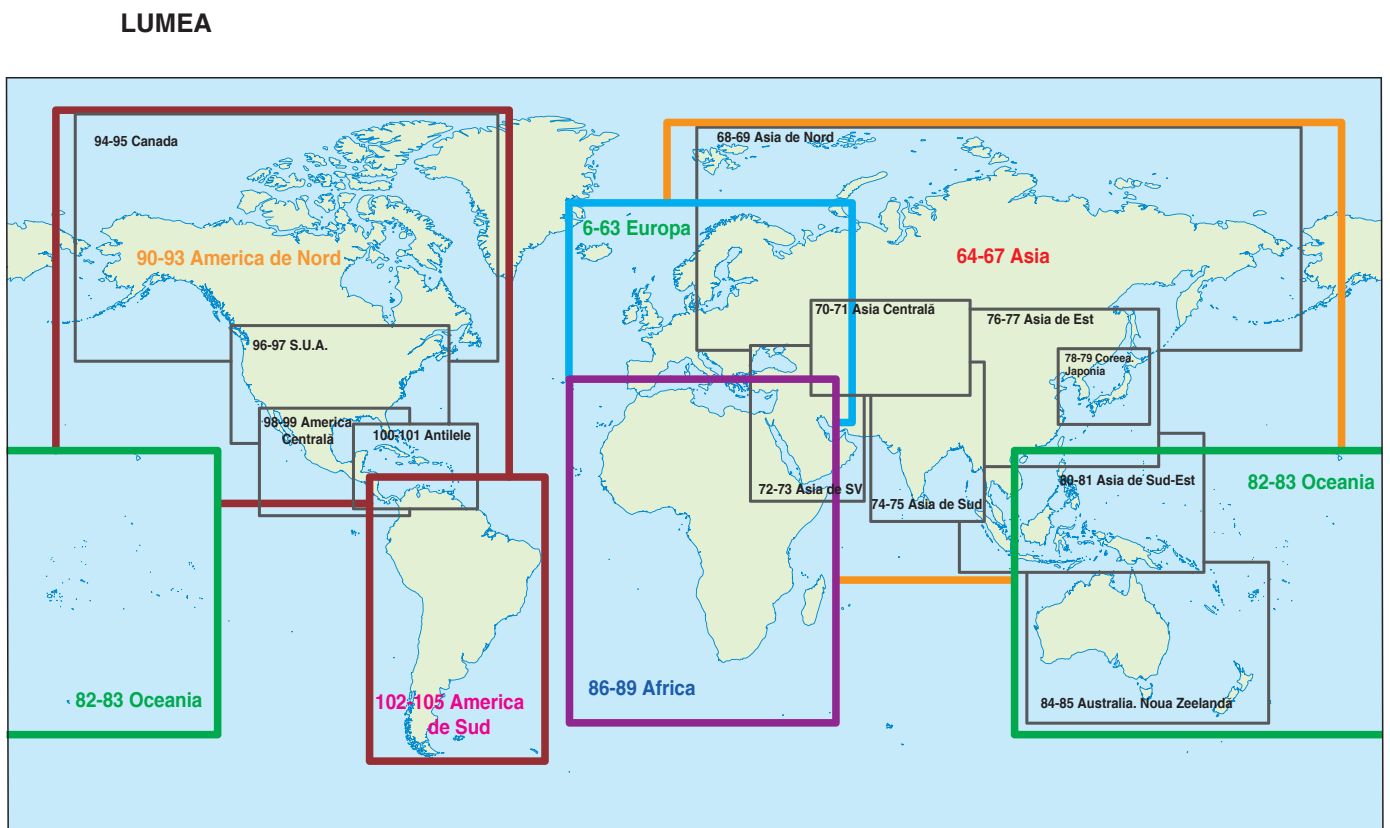 LUMEA
94-95 Canada
68-69 Asia de Nord
6-63 Europa
90-93 America de Nord
64-67 Asia
70-71 Asia Centrală
76-77 Asia de Est
96-97 S.U.A.
78-79 Coreea.
Japonia
98-99 America
Centrală
100-101 Antilele
72-73 Asia de SV
74-75 Asia de Sud
80-81 Asia de Sud-Est
82-83 Oceania
82-83 Oceania
86-89 Africa
102-105 America
de Sud
84-85 Australia. Noua Zeelandă